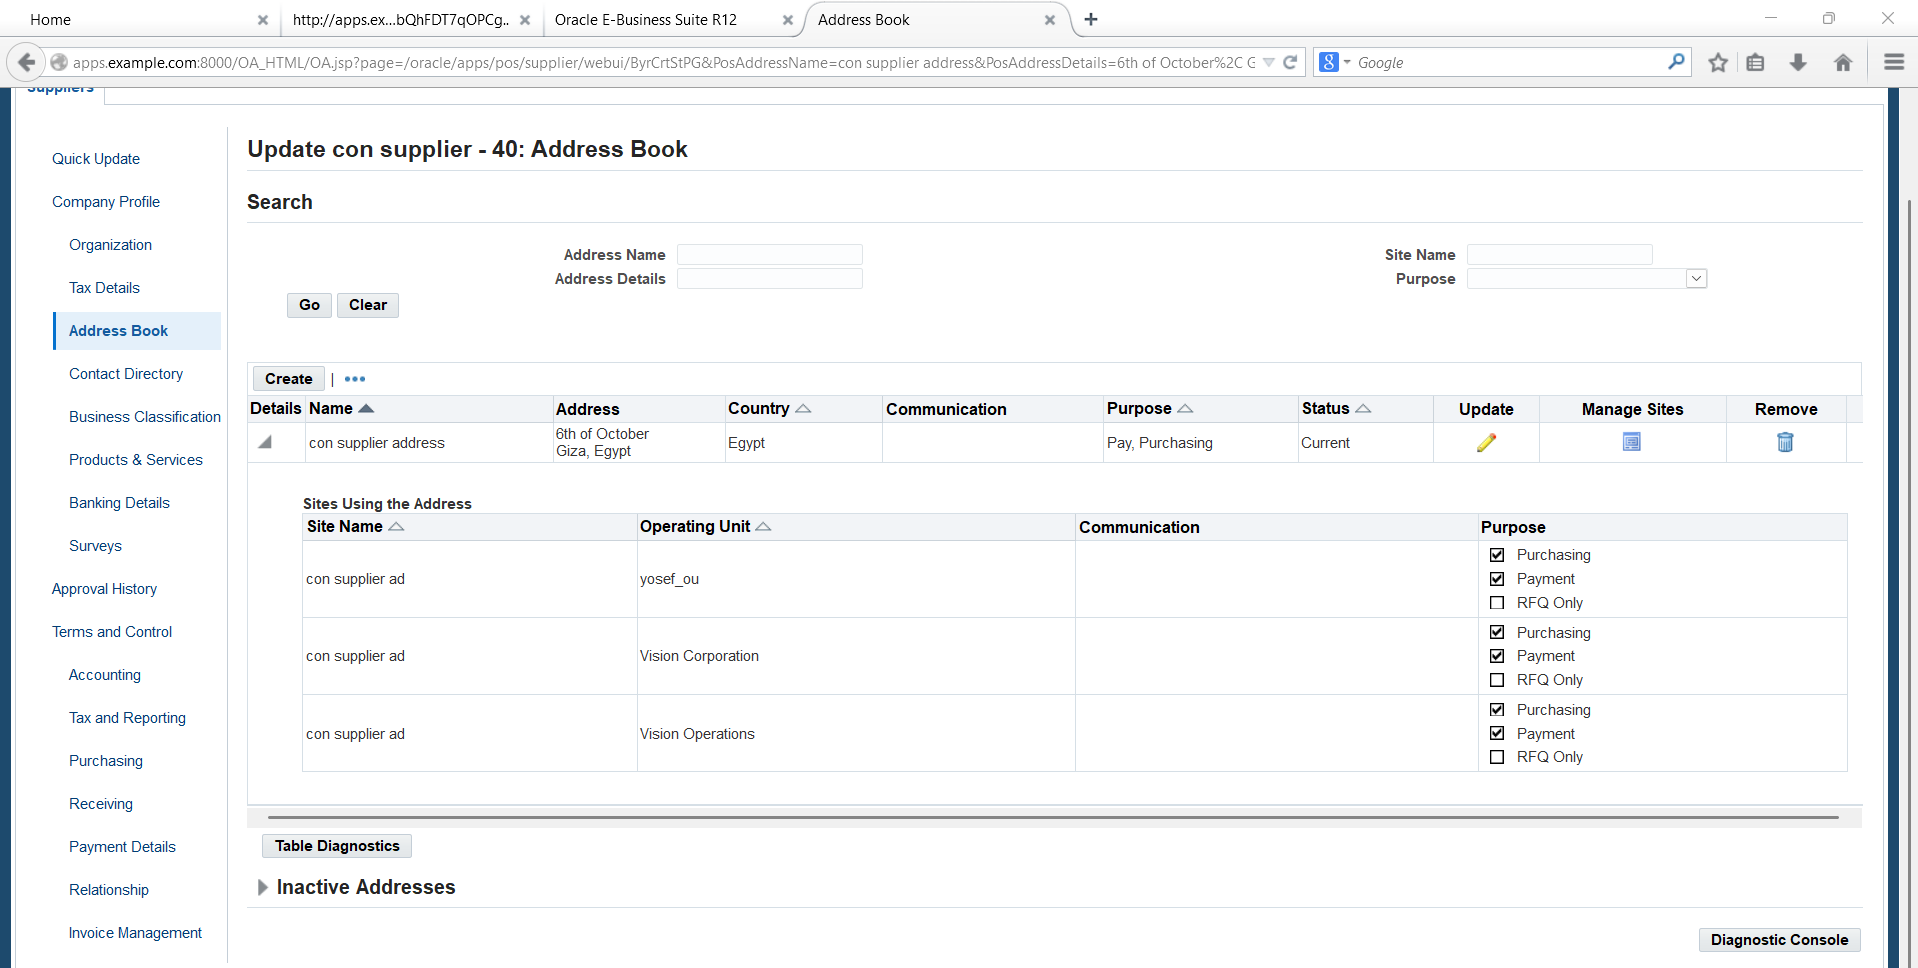 Home
http://apps.ex...bQhFDT7qOPCg..
Oracle E-Business Suite R12
Address Book
apps.example.com:8000/OA_HTML/OA.jsp?page=/oracle/apps/pos/supplier/webui/ByrCrtStPG&PosAddressName=con supplier address&PosAddressDetails=6th of October%2C G
8
Google
Suppliers
Quick Update
Company Profile
Organization
Tax Details
Address Book
Contact Directory
Business Classification
Products & Services
Banking Details
Surveys
Approval History
Terms and Control
Accounting
Tax and Reporting
Purchasing
Receiving
Payment Details
Relationship
Invoice Management
Update con supplier - 40: Address Book
Search
Address Name
Site Name
Address Details
Purpose
Go
Clear
Create | •••
Details Name Address Country Communication Purpose Status Update Manage Sites Remove
con supplier address 6th of October Egypt Pay, Purchasing Current
Giza, Egypt
Sites Using the Address
Site Name Operating Unit Communication Purpose
con supplier ad yosef_ou
Purchasing
Payment
RFQ Only
con supplier ad Vision Corporation
Purchasing
Payment
RFQ Only
con supplier ad Vision Operations
Purchasing
Payment
RFQ Only
Table Diagnostics
Inactive Addresses
Diagnostic Console